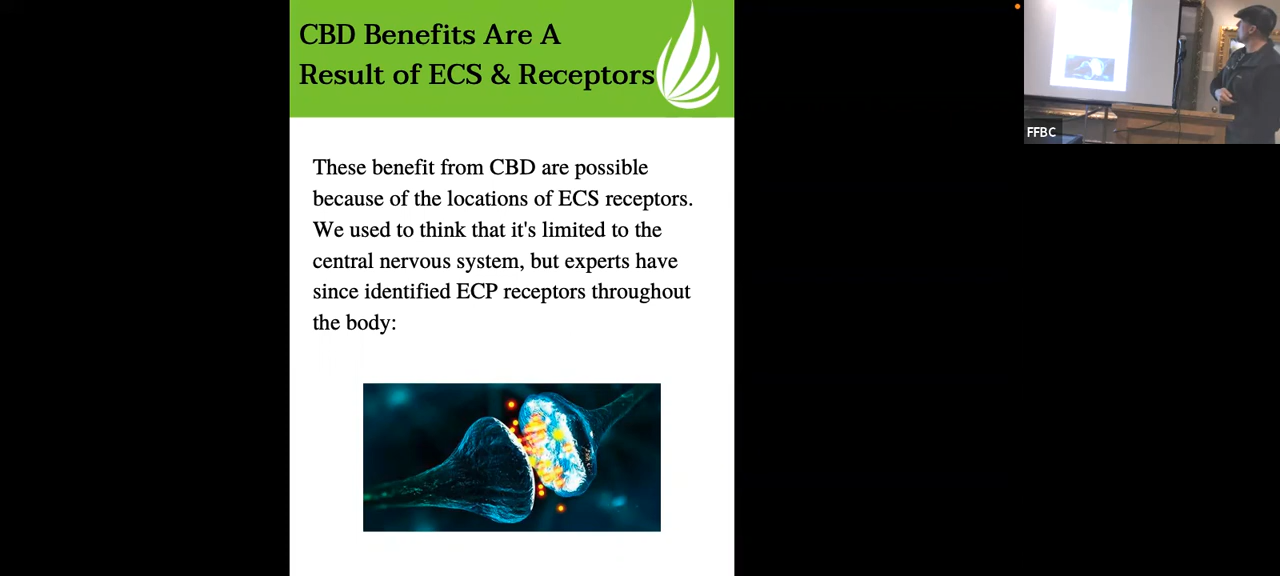 CBD Benefits Are A
Result of ECS & Receptors
These benefit from CBD are possible
because of the locations of ECS receptors.
We used to think that it's limited to the
central nervous system, but experts have
since identified ECP receptors throughout
the body:
FFBC